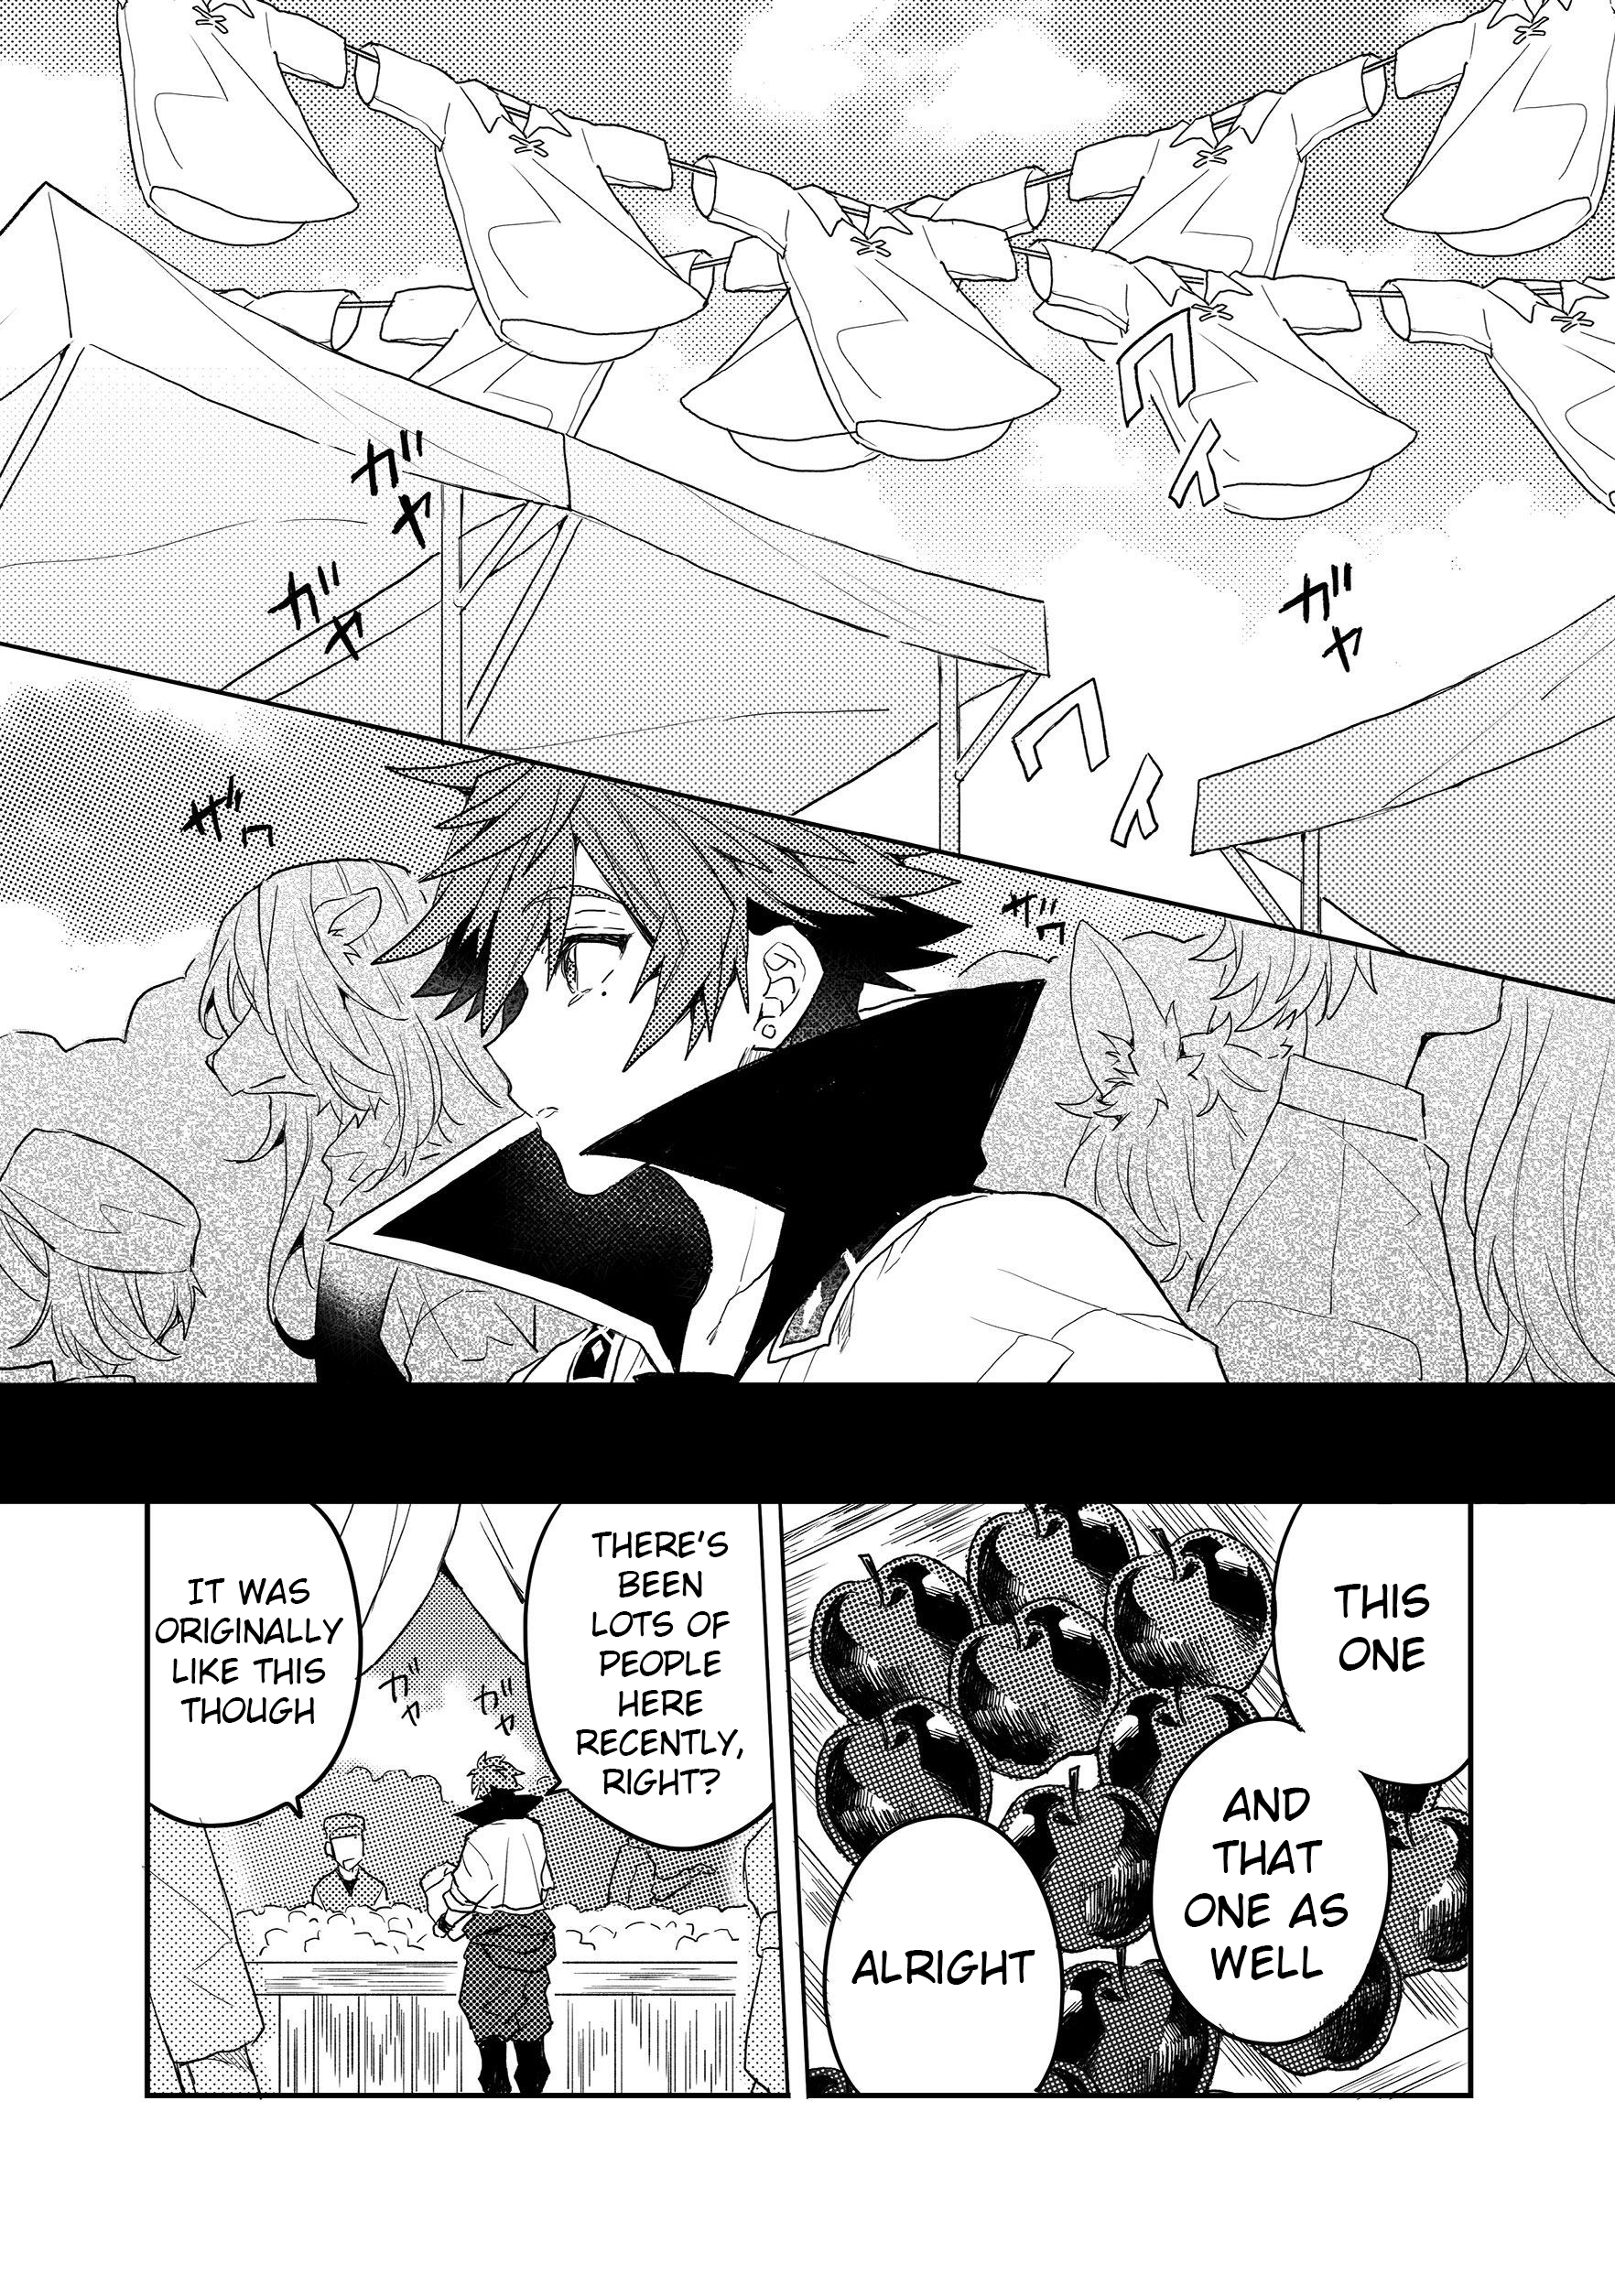 ワイ
ガヤ
ガヤ
ガヤ
ワイ
ザワ
ザワ
THIS
ONE
AND
THAT
ONE AS
WELL
ALRIGHT
THERE'S
BEEN
LOTS OF
PEOPLE
HERE
RECENTLY,
RIGHT?
ガヤ
ガヤ
IT WAS
ORIGINALLY
LIKE THIS
THOUGH